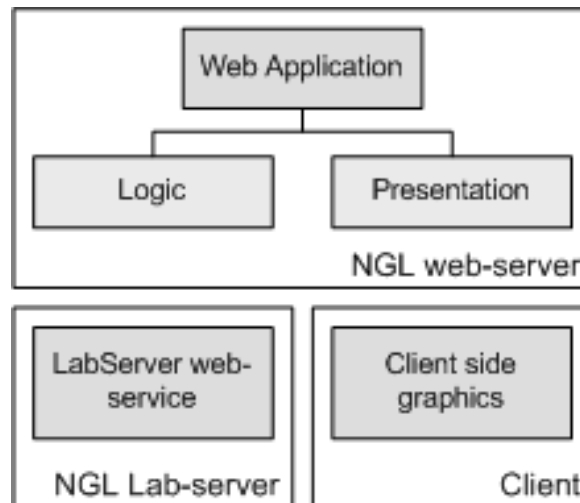 Web Application
Logic
Presentation
NGL web-server
LabServer web-
service
NGL Lab-server
Client side
graphics
Client